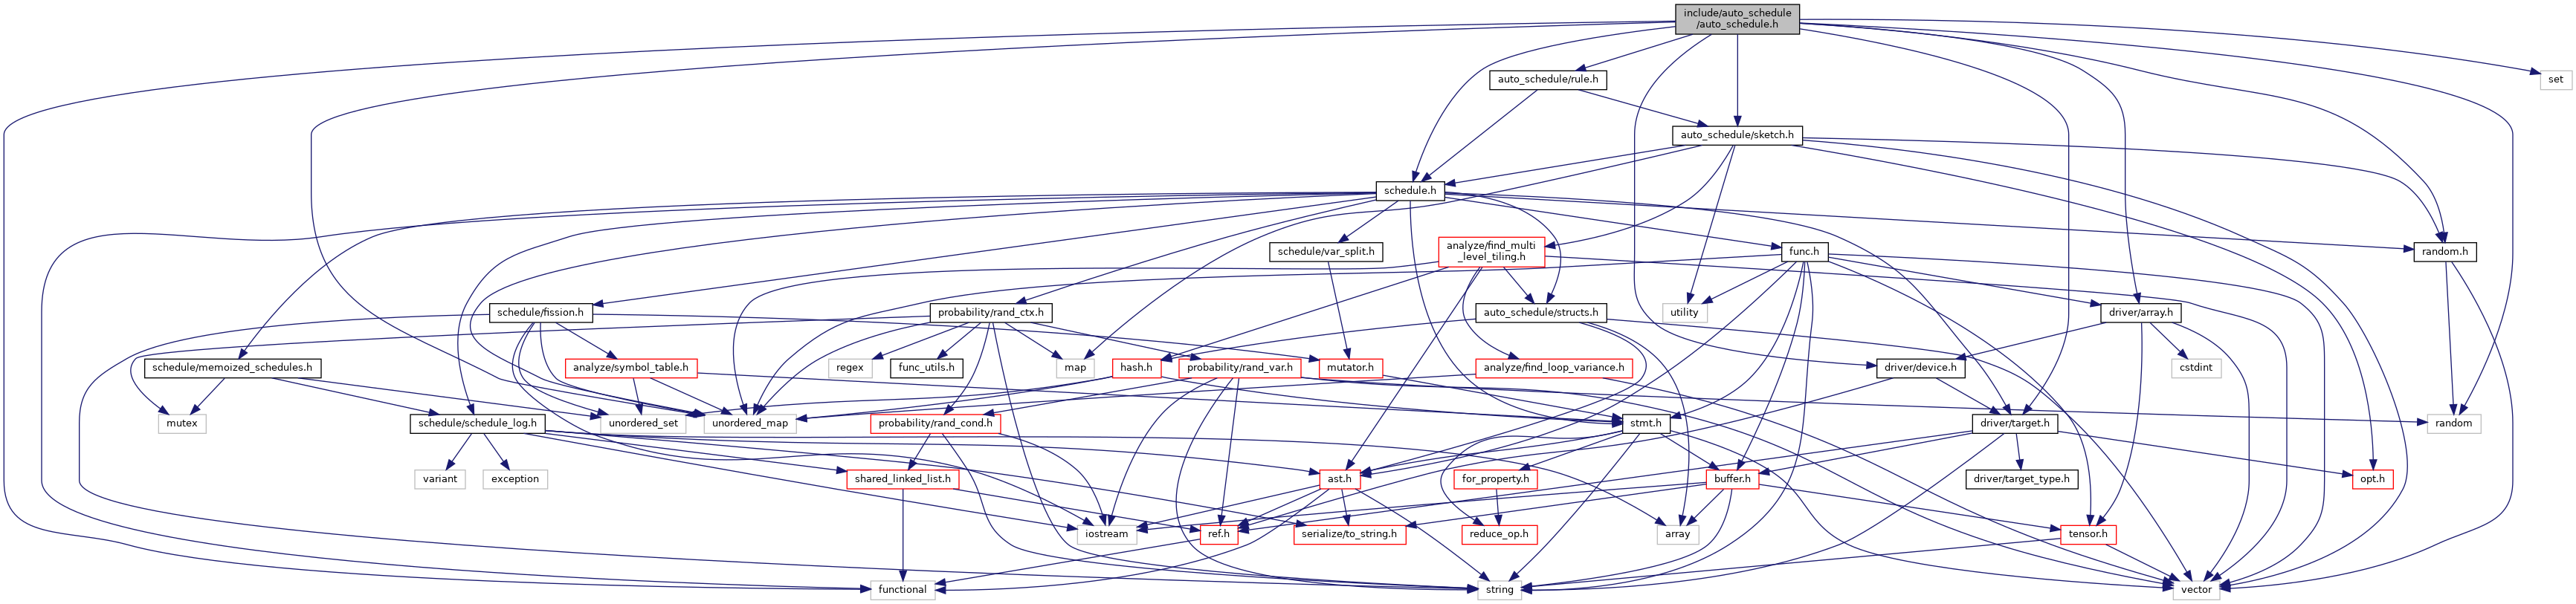 include/auto_schedule
/auto_schedule.h
auto_schedule/rule.h
set
auto_schedule/sketch.h
schedule.h
schedule/var_split.h
analyze/find_multi
_level_tiling.h
func.h
random.h
schedule/fission.h
probability/rand_ctx.h
auto_schedule/structs.h
utility
driver/array.h
schedule/memoized_schedules.h
analyze/symbol_table.h
regex
func_utils.h
map
hash.h
probability/rand_var.h
mutator.h
analyze/find_loop_variance.h
driver/device.h
cstdint
mutex
schedule/schedule_log.h
unordered_set
unordered_map
probability/rand_cond.h
stmt.h
driver/target.h
random
variant
exception
shared_linked_list.h
ast.h
for_property.h
buffer.h
driver/target_type.h
opt.h
iostream
ref.h
serialize/to_string.h
reduce_op.h
array
tensor.h
functional
string
vector